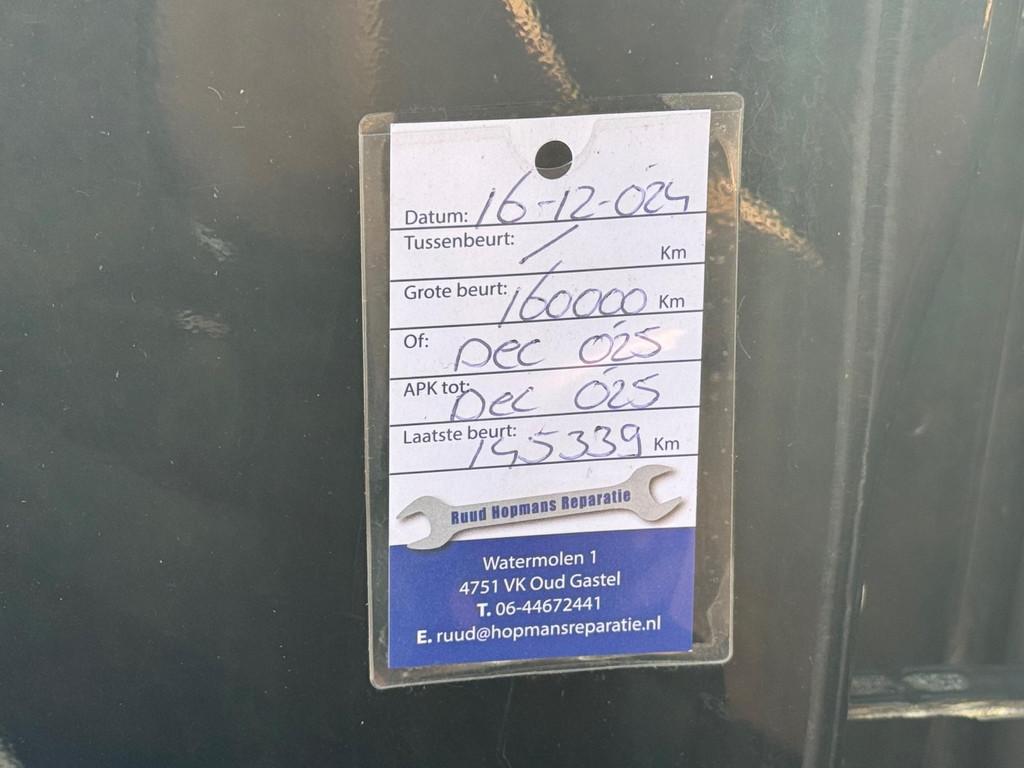 Datum: 16-12-024
Tussenbeurt: / Km
Grote beurt: 160000 Km
Of: Dec 025
APK tot: Dec 025
Laatste beurt: 145339 Km
Ruud Hopmans Reparatie
Watermolen 1
4751 VK Oud Gastel
T. 06-44672441
E. ruud@hopmansreparatie.nl